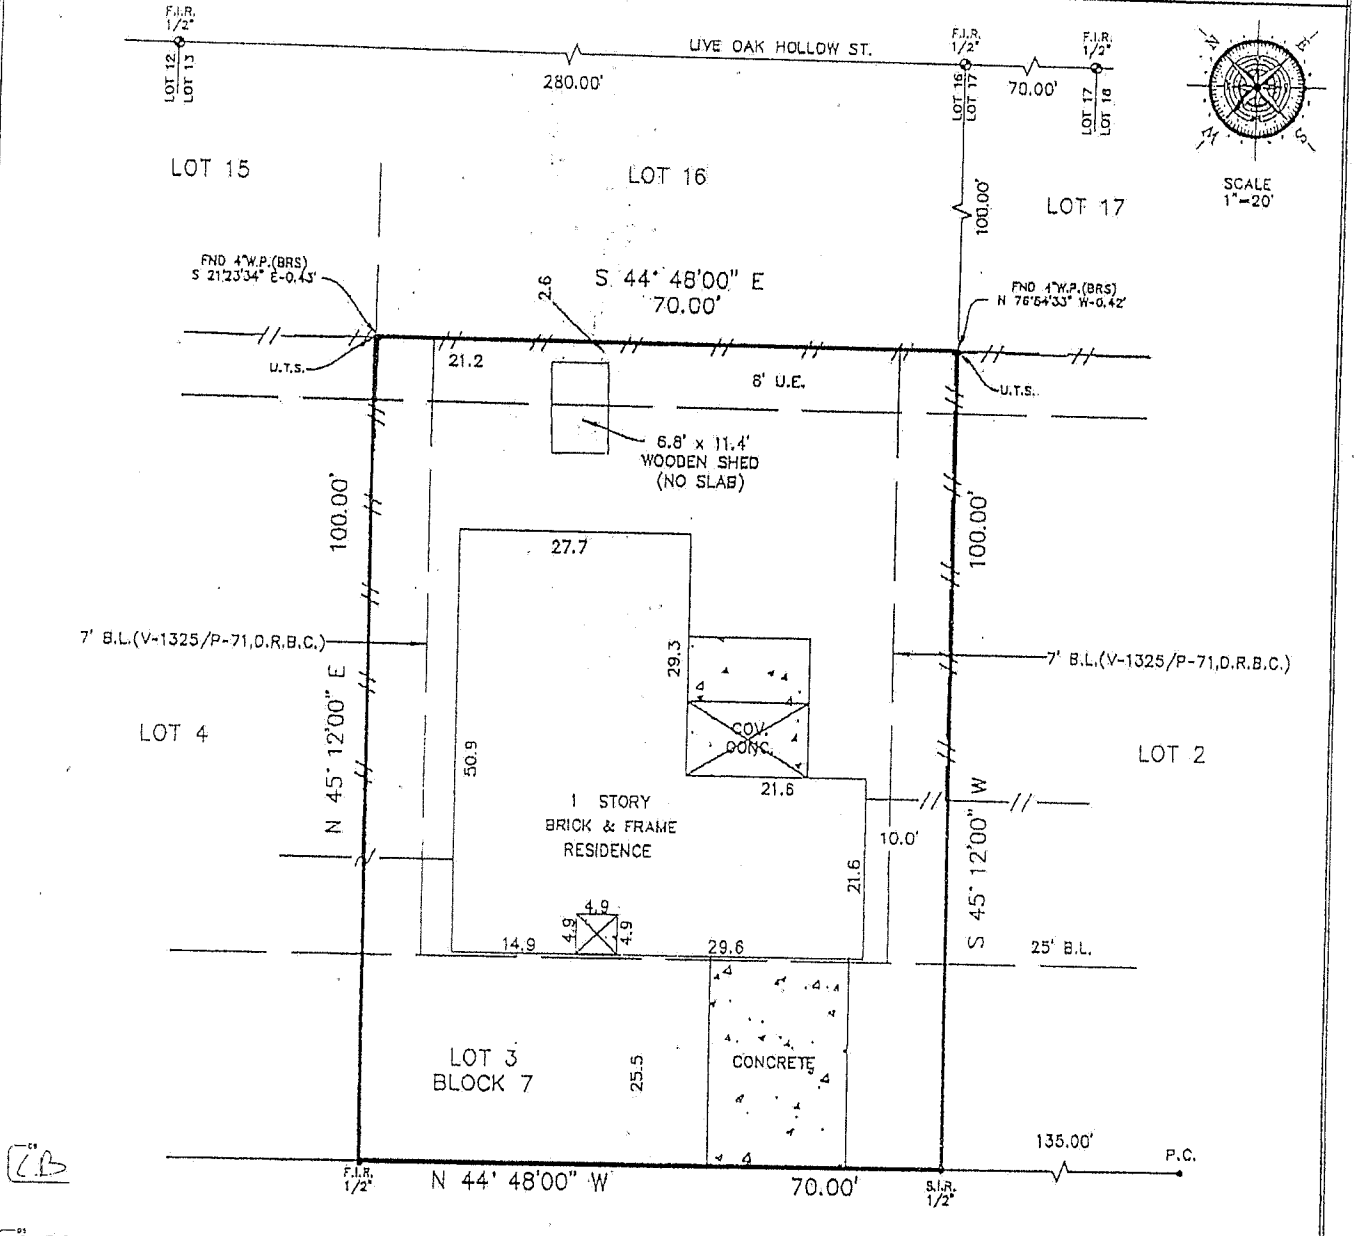 F.I.R.
1/2"
LOT 12
LOT 13
LIVE OAK HOLLOW ST.
280.00'
F.I.R.
1/2"
LOT 16
LOT 17
70.00'
F.I.R.
1/2"
LOT 17
LOT 18
N
E
W
S
SCALE
1"=20'
LOT 15
LOT 16
100.00'
LOT 17
FND 4"W.P.(BRS)
S 21°23'34" E-0.43'
2.6
S 44° 48'00" E
70.00'
FND 4"W.P.(BRS)
N 76°54'33" W-0.42'
U.T.S.
21.2
8' U.E.
U.T.S.
6.8' x 11.4'
WOODEN SHED
(NO SLAB)
100.00'
100.00'
27.7
7' B.L.(V-1325/P-71,D.R.B.C.)
29.3
7' B.L.(V-1325/P-71,D.R.B.C.)
N 45° 12'00" E
LOT 4
50.9
COV.
CONC.
21.6
LOT 2
1 STORY
BRICK & FRAME
RESIDENCE
10.0'
21.6
S 45° 12'00" W
4.9
4.9
4.9
14.9
29.6
25' B.L.
LOT 3
BLOCK 7
25.5
CONCRETE
135.00'
P.C.
F.I.R.
1/2"
N 44° 48'00" W
70.00'
S.I.R.
1/2"
DS
CB
DS